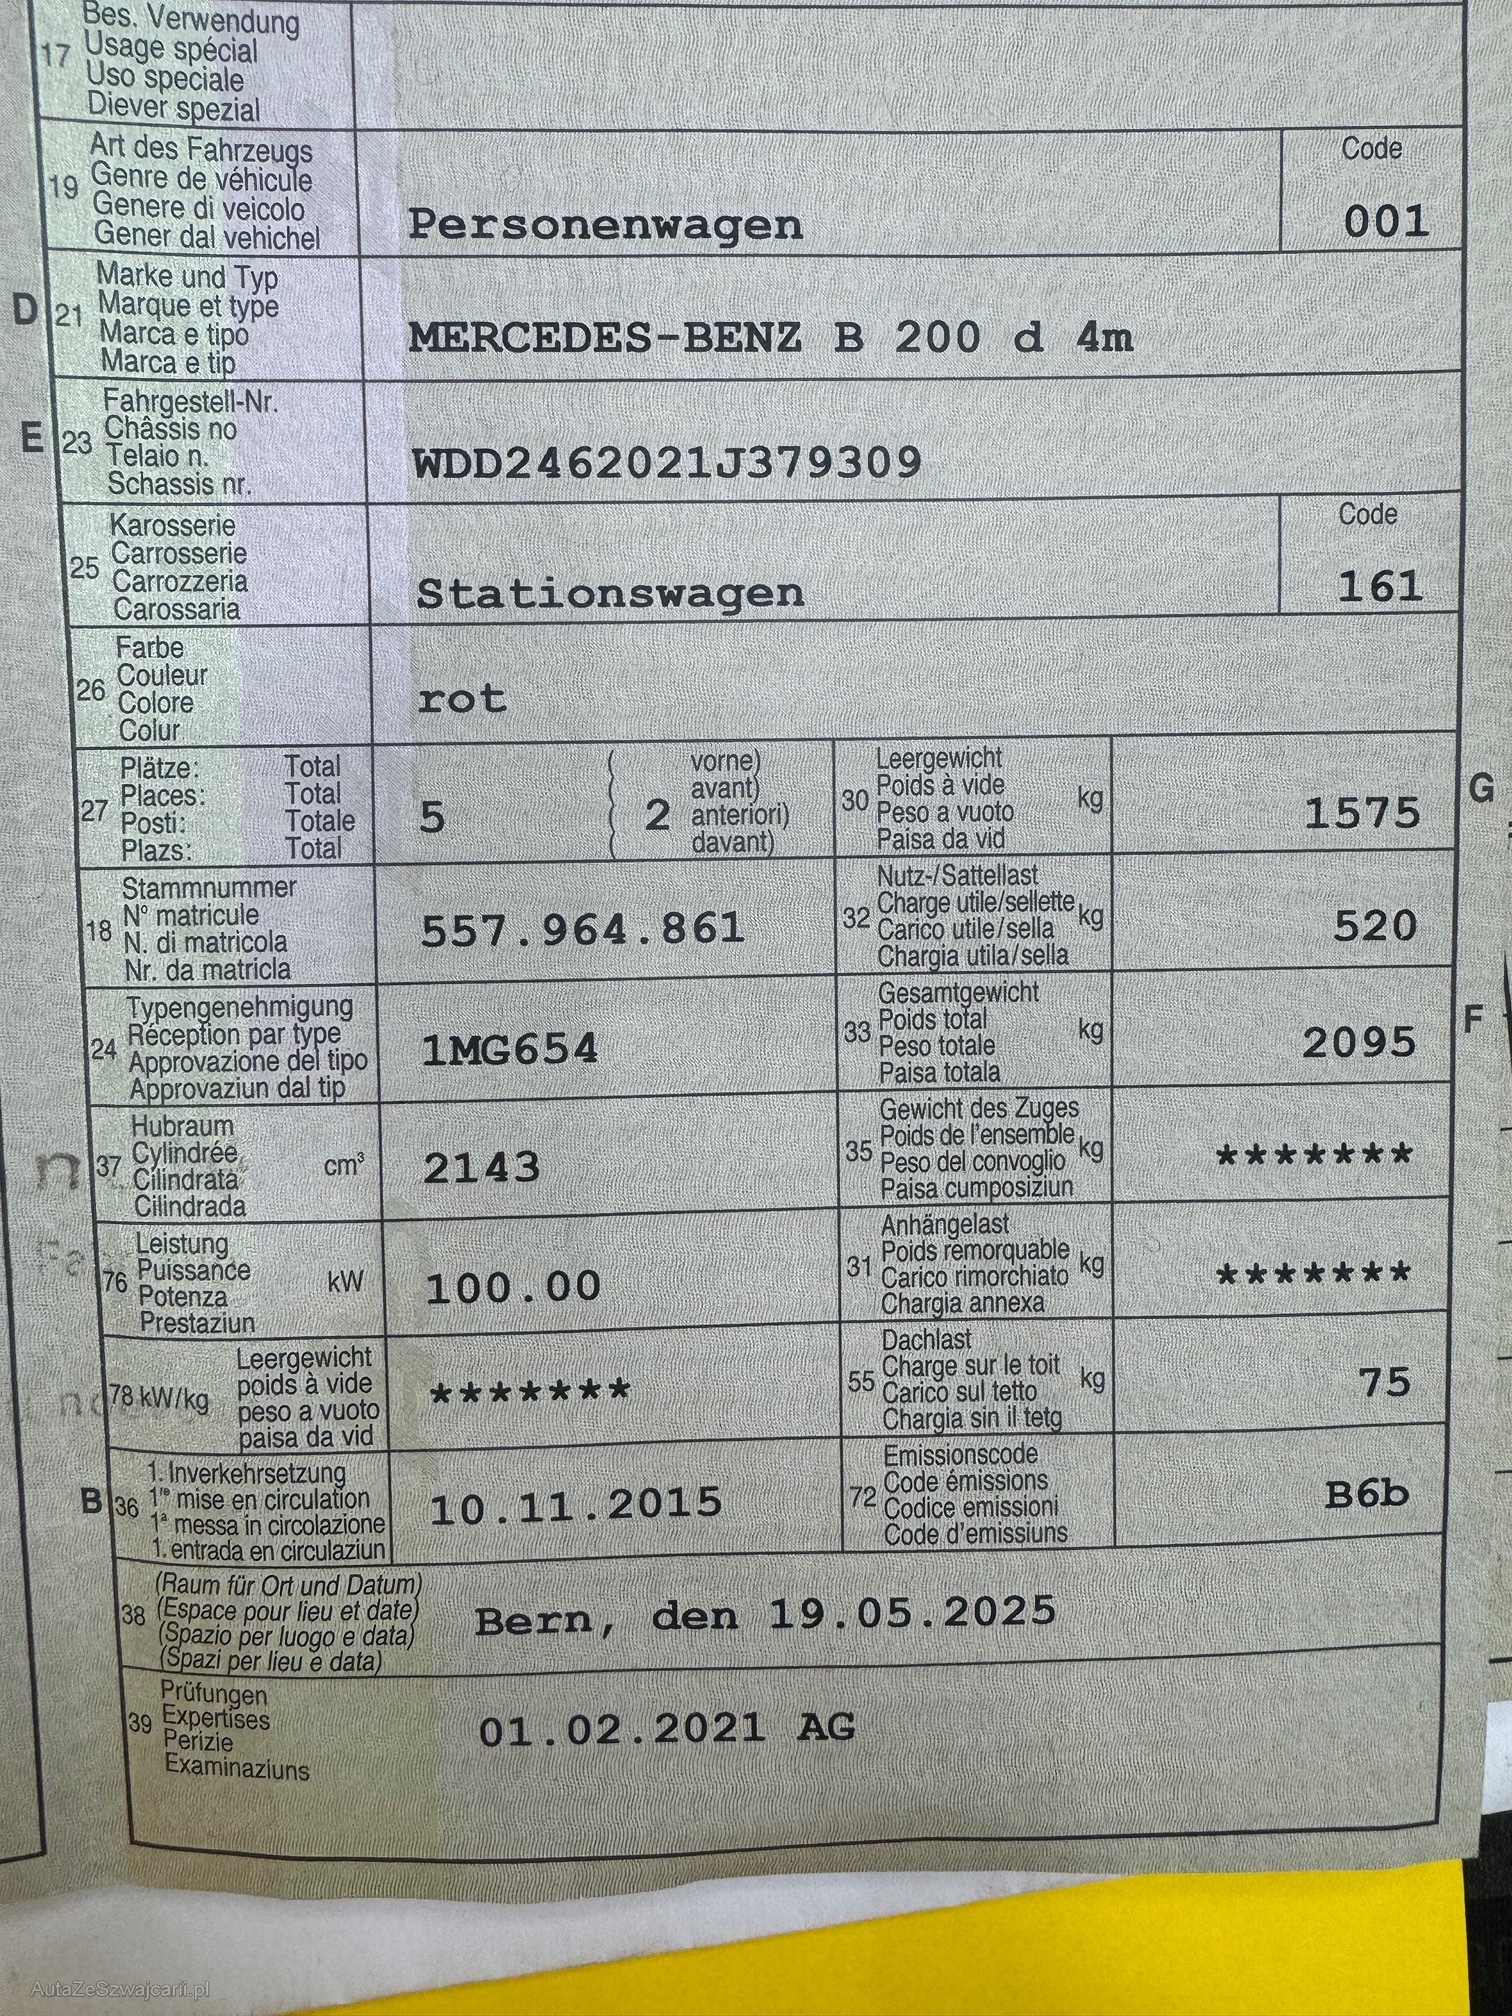 17 Bes. Verwendung
Usage spécial
Uso speciale
Diever spezial
19 Art des Fahrzeugs
Genre de véhicule
Genere di veicolo
Gener dal vehichel
Personenwagen
Code
001
D 21 Marke und Typ
Marque et type
Marca e tipo
Marca e tip
MERCEDES-BENZ B 200 d 4m
E 23 Fahrgestell-Nr.
Châssis no
Telaio n.
Schassis nr.
WDD2462021J379309
25 Karosserie
Carrosserie
Carrozzeria
Carossaria
Stationswagen
Code
161
26 Farbe
Couleur
Colore
Colur
rot
27 Plätze: Total
Places: Total
Posti: Totale
Plazs: Total
5 ( 2 vorne)
( avant)
( anteriori)
( davant)
30 Leergewicht
Poids à vide
Peso a vuoto
Paisa da vid
kg
1575
G
18 Stammnummer
N° matricule
N. di matricola
Nr. da matricla
557.964.861
32 Nutz-/Sattellast
Charge utile/sellette
Carico utile/sella
Chargia utila/sella
kg
520
24 Typengenehmigung
Réception par type
Approvazione del tipo
Approvaziun dal tip
1MG654
33 Gesamtgewicht
Poids total
Peso totale
Paisa totala
kg
2095
F
37 Hubraum
Cylindrée
Cilindrata
Cilindrada
cm³
2143
35 Gewicht des Zuges
Poids de l'ensemble
Peso del convoglio
Paisa cumposiziun
kg
*******
76 Leistung
Puissance
Potenza
Prestaziun
kW
100.00
31 Anhängelast
Poids remorquable
Carico rimorchiato
Chargia annexa
kg
*******
78 kW/kg Leergewicht
poids à vide
peso a vuoto
paisa da vid
*******
55 Dachlast
Charge sur le toit
Carico sul tetto
Chargia sin il tetg
kg
75
B 36 1. Inverkehrsetzung
1re mise en circulation
1a messa in circolazione
1. entrada en circulaziun
10.11.2015
72 Emissionscode
Code émissions
Codice emissioni
Code d'emissiuns
B6b
38 (Raum für Ort und Datum)
(Espace pour lieu et date)
(Spazio per luogo e data)
(Spazi per lieu e data)
Bern, den 19.05.2025
39 Prüfungen
Expertises
Perizie
Examinaziuns
01.02.2021 AG
AutaZeSzwajcarii.pl